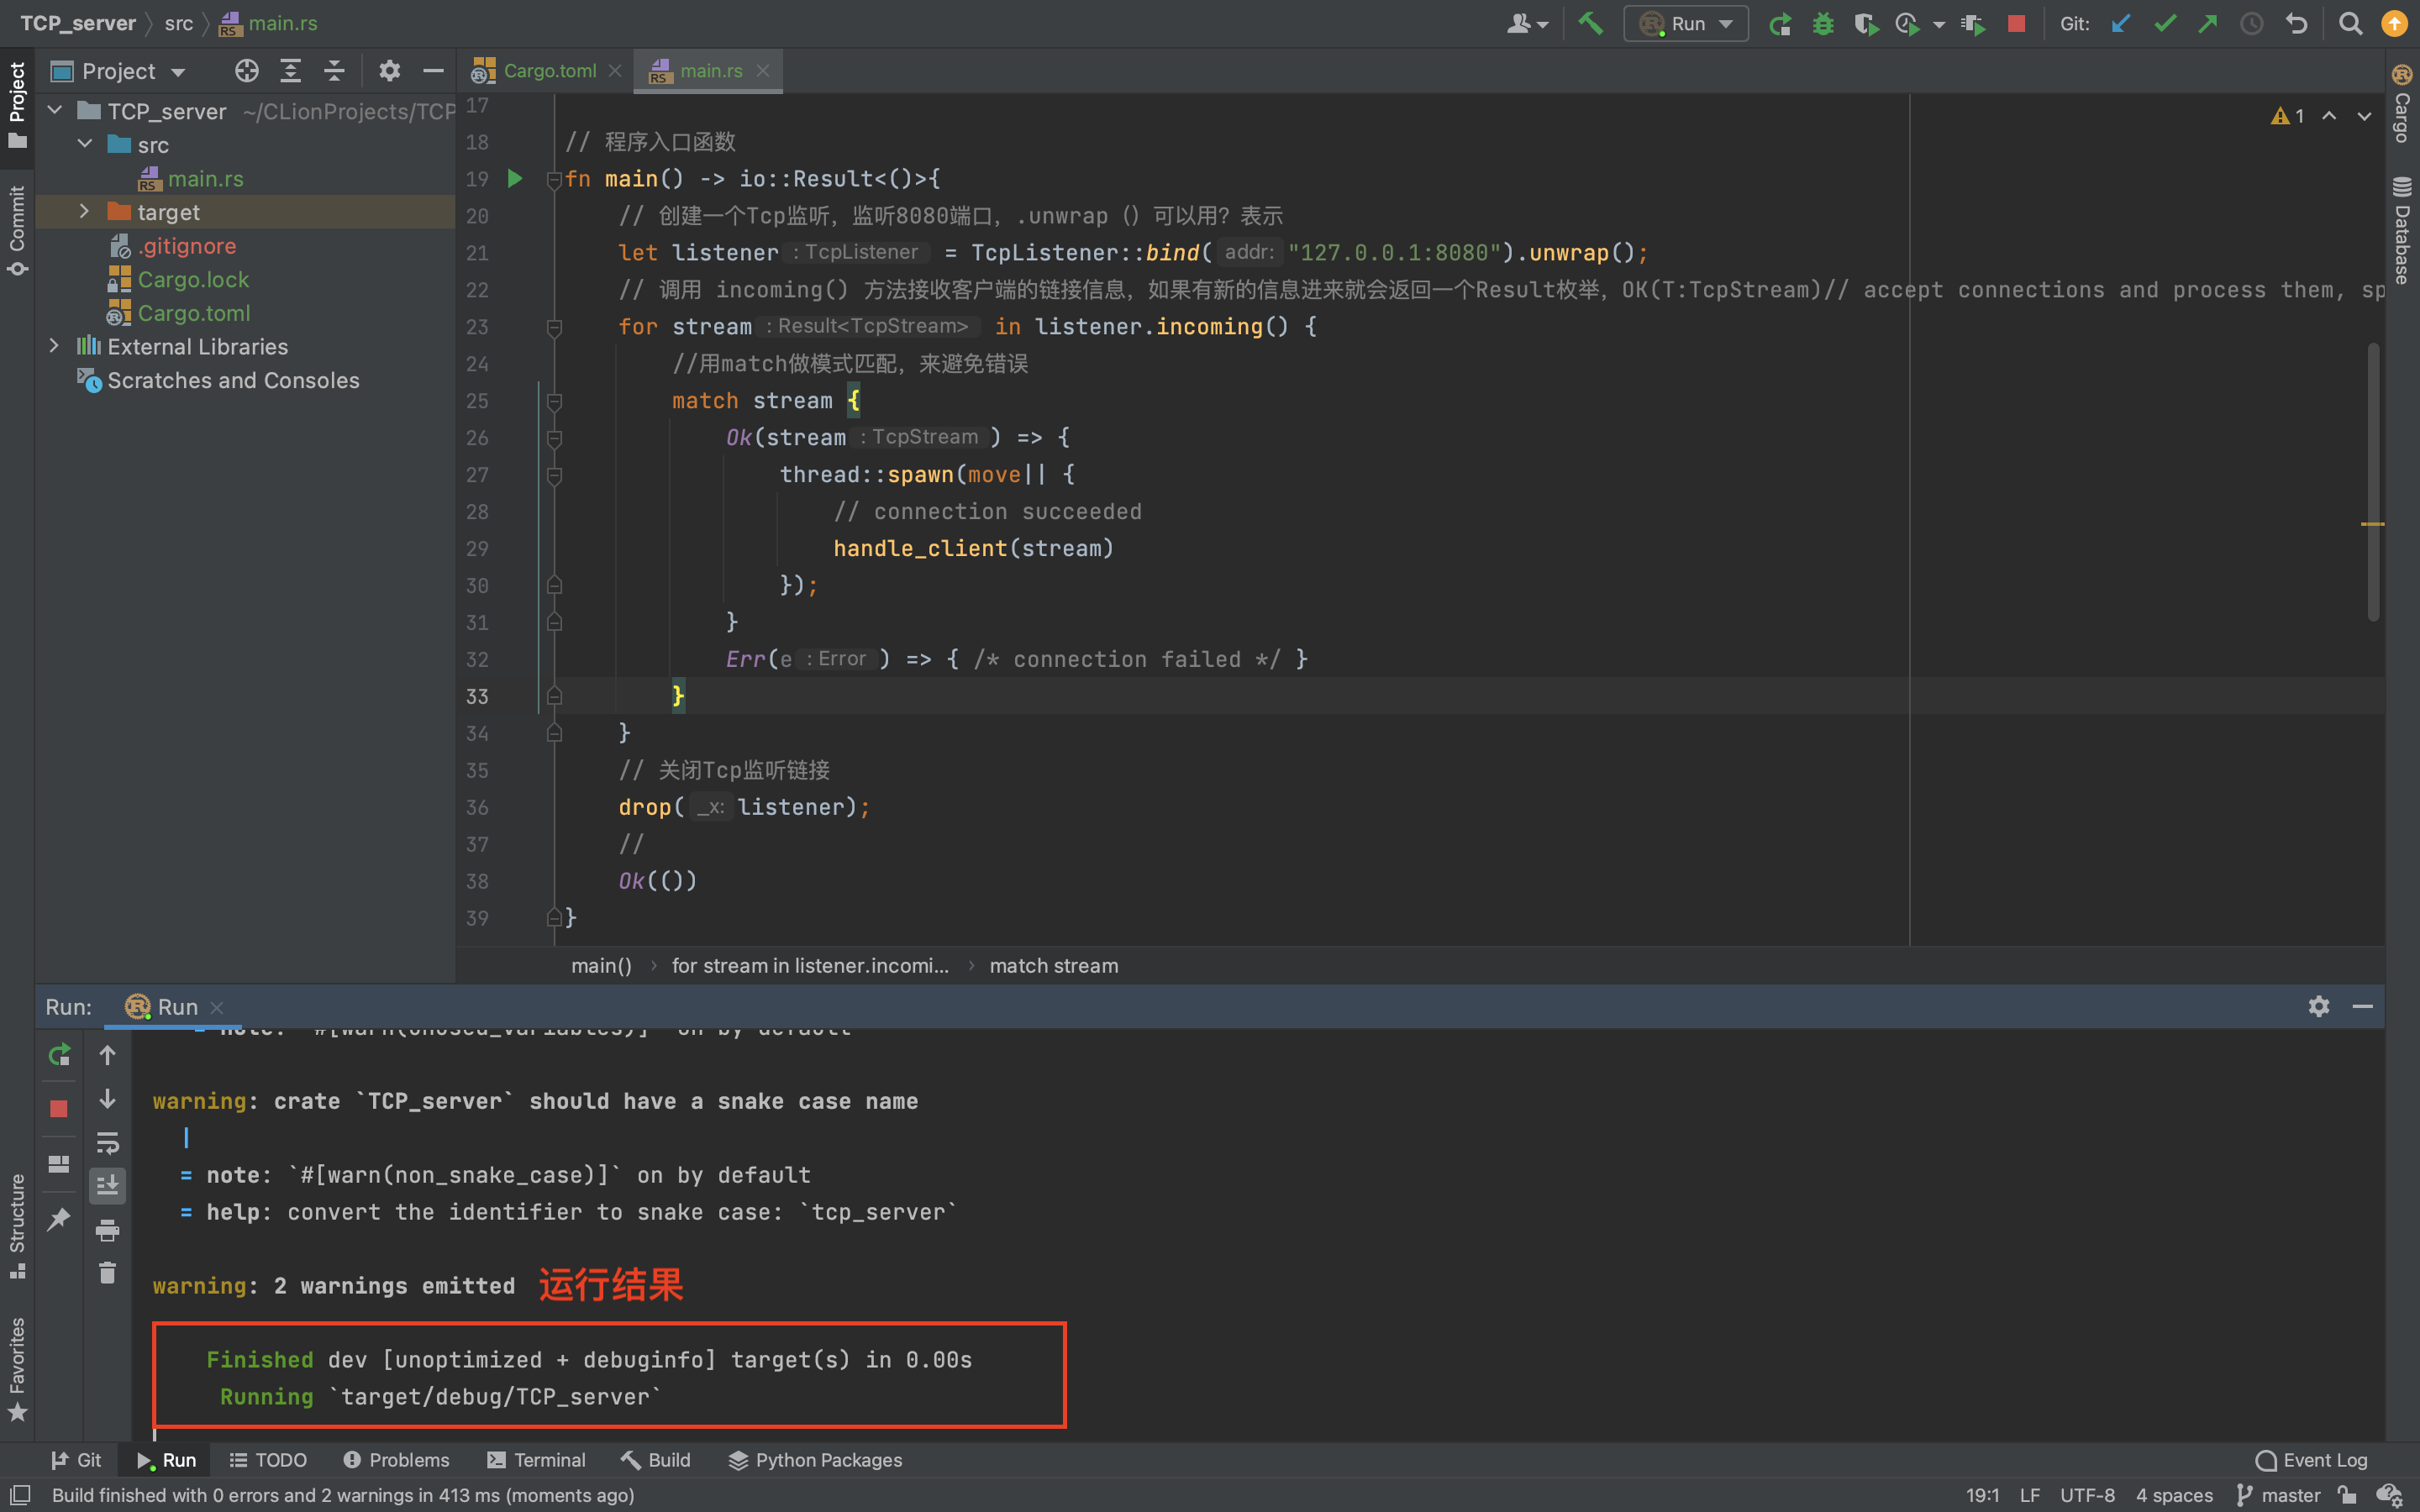 TCP_server 〉 src 〉 main.rs
Run
Git:
Project
Cargo.toml
main.rs
Project
Commit
Structure
Favorites
Cargo
Database
TCP_server ~/CLionProjects/TCP
src
main.rs
target
.gitignore
Cargo.lock
Cargo.toml
External Libraries
Scratches and Consoles
1
17
18 // 程序入口函数
19 fn main() -> io::Result<()>{
20 // 创建一个Tcp监听，监听8080端口，.unwrap（）可以用？表示
21 let listener : TcpListener = TcpListener::bind( addr: "127.0.0.1:8080").unwrap();
22 // 调用 incoming() 方法接收客户端的链接信息，如果有新的信息进来就会返回一个Result枚举，OK(T:TcpStream)// accept connections and process them, sp
23 for stream : Result<TcpStream> in listener.incoming() {
24 //用match做模式匹配，来避免错误
25 match stream {
26 Ok(stream : TcpStream ) => {
27 thread::spawn(move|| {
28 // connection succeeded
29 handle_client(stream)
30 });
31 }
32 Err(e : Error ) => { /* connection failed */ }
33 }
34 }
35 // 关闭Tcp监听链接
36 drop( _x: listener);
37 //
38 Ok(())
39 }
main() › for stream in listener.incomi... › match stream
Run: Run
= note: `#[warn(unused_variables)]` on by default
warning: crate `TCP_server` should have a snake case name
|
= note: `#[warn(non_snake_case)]` on by default
= help: convert the identifier to snake case: `tcp_server`
warning: 2 warnings emitted 运行结果
Finished dev [unoptimized + debuginfo] target(s) in 0.00s
Running `target/debug/TCP_server`
Git Run TODO Problems Terminal Build Python Packages Event Log
Build finished with 0 errors and 2 warnings in 413 ms (moments ago) 19:1 LF UTF-8 4 spaces master